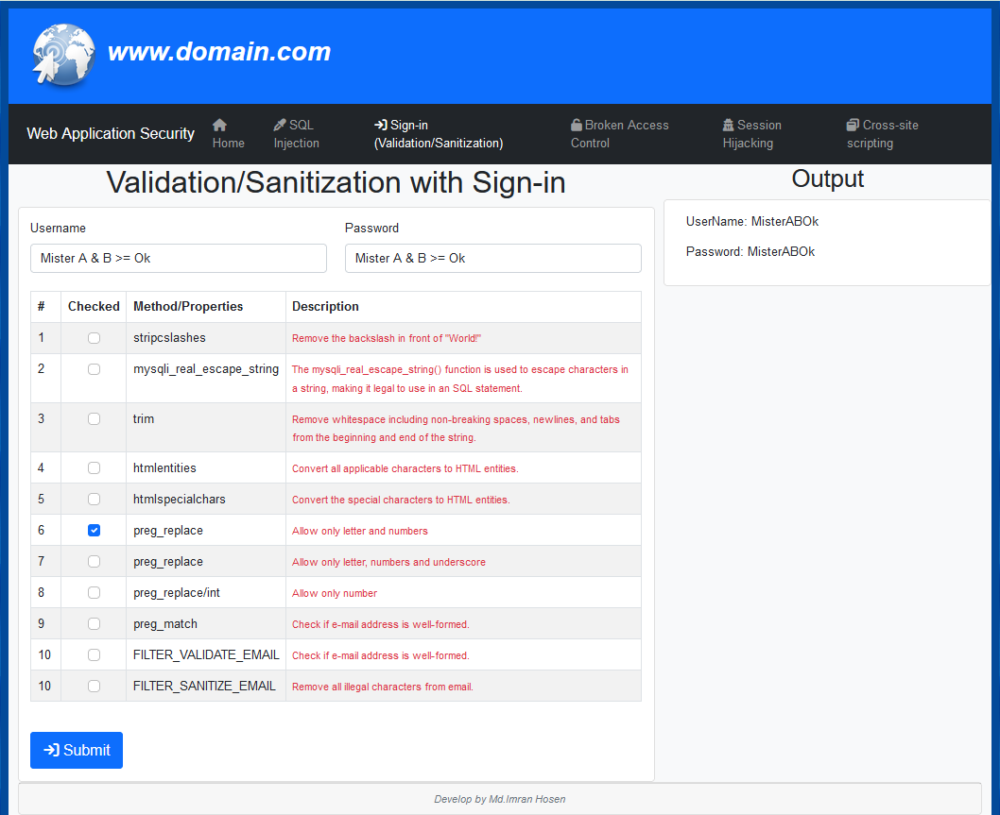 www.domain.com
Web Application Security
Home
SQL
Injection
Sign-in
(Validation/Sanitization)
Broken Access
Control
Session
Hijacking
Cross-site
scripting
Validation/Sanitization with Sign-in
Username
Password
Mister A & B >= Ok
Mister A & B >= Ok
# Checked Method/Properties Description
1 stripcslashes Remove the backslash in front of "World!"
2 mysqli_real_escape_string The mysqli_real_escape_string() function is used to escape characters in
a string, making it legal to use in an SQL statement.
3 trim Remove whitespace including non-breaking spaces, newlines, and tabs
from the beginning and end of the string.
4 htmlentities Convert all applicable characters to HTML entities.
5 htmlspecialchars Convert the special characters to HTML entities.
6 preg_replace Allow only letter and numbers
7 preg_replace Allow only letter, numbers and underscore
8 preg_replace/int Allow only number
9 preg_match Check if e-mail address is well-formed.
10 FILTER_VALIDATE_EMAIL Check if e-mail address is well-formed.
10 FILTER_SANITIZE_EMAIL Remove all illegal characters from email.
Submit
Output
UserName: MisterABOk
Password: MisterABOk
Develop by Md.Imran Hosen